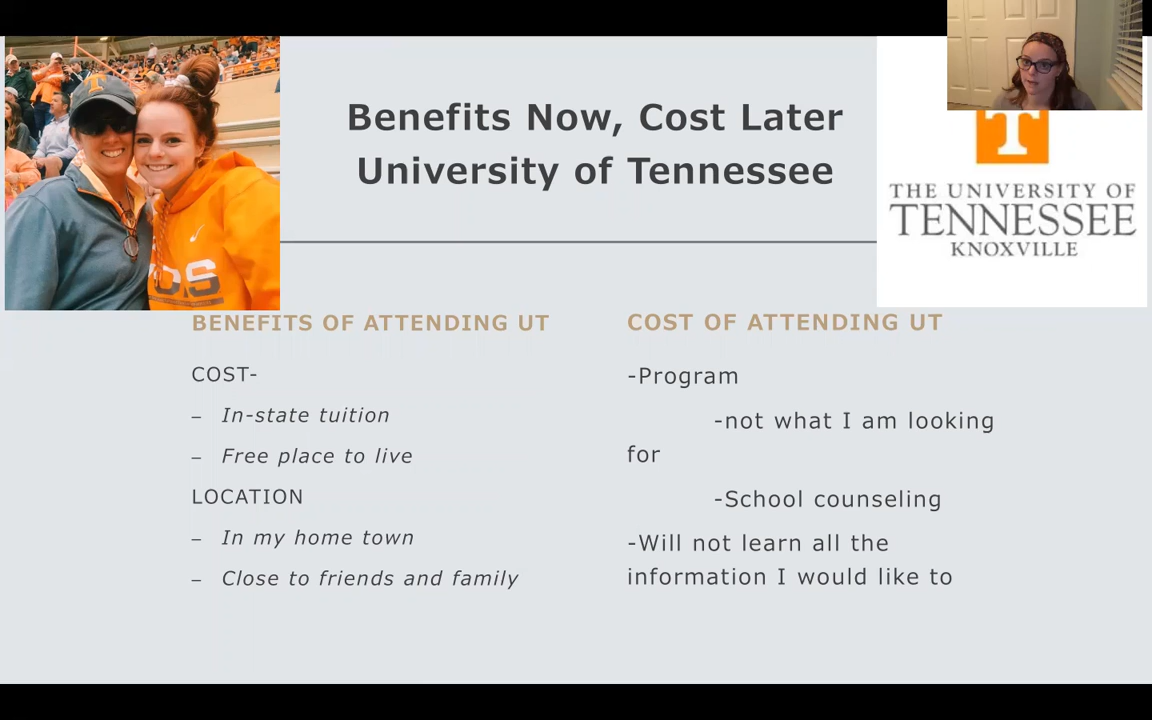 Benefits Now, Cost Later
University of Tennessee
T
THE UNIVERSITY OF
TENNESSEE
KNOXVILLE
T
BENEFITS OF ATTENDING UT
COST-
– In-state tuition
– Free place to live
LOCATION
– In my home town
– Close to friends and family
COST OF ATTENDING UT
-Program
-not what I am looking
for
-School counseling
-Will not learn all the
information I would like to